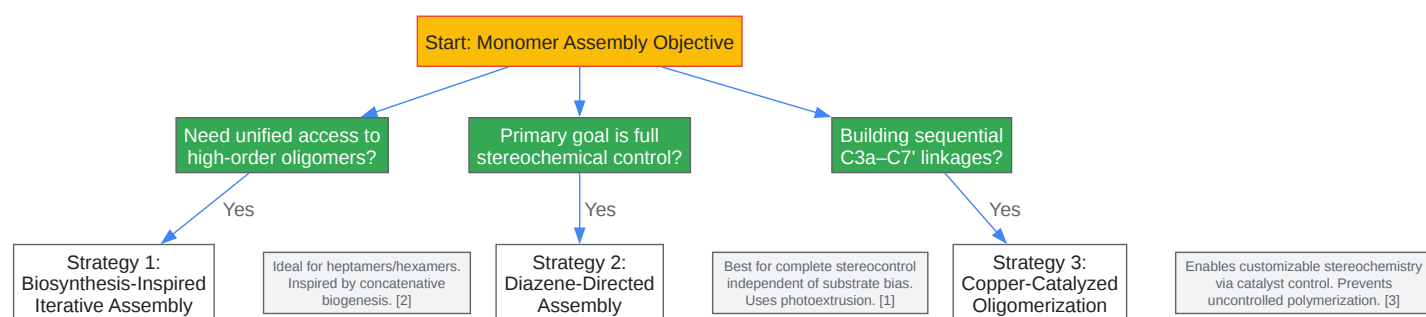 Start: Monomer Assembly Objective
Need unified access to
high-order oligomers?
Primary goal is full
stereochemical control?
Building sequential
C3a–C7' linkages?
Yes
Yes
Yes
Strategy 1:
Biosynthesis-Inspired
Iterative Assembly
Ideal for heptamers/hexamers.
Inspired by concatenative
biogenesis. [2]
Strategy 2:
Diazene-Directed
Assembly
Best for complete stereocontrol
independent of substrate bias.
Uses photoextrusion. [1]
Strategy 3:
Copper-Catalyzed
Oligomerization
Enables customizable stereochemistry
via catalyst control. Prevents
uncontrolled polymerization. [3]